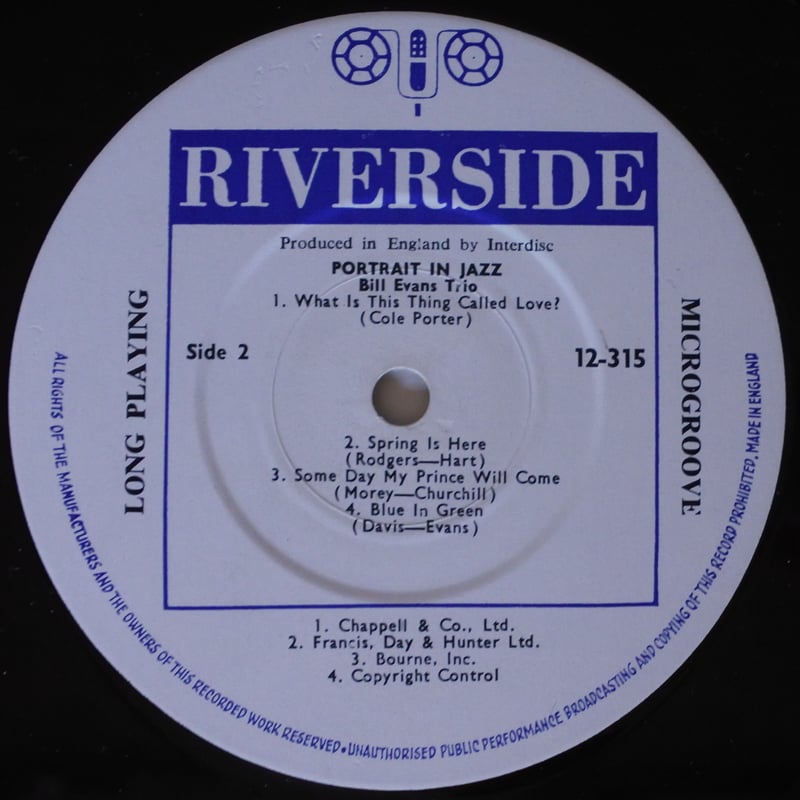 RIVERSIDE
Produced in England by Interdisc
PORTRAIT IN JAZZ
Bill Evans Trio
1. What Is This Thing Called Love?
(Cole Porter)
Side 2
12-315
LONG PLAYING
MICROGROOVE
2. Spring Is Here
(Rodgers—Hart)
3. Some Day My Prince Will Come
(Morey—Churchill)
4. Blue In Green
(Davis—Evans)
1. Chappell & Co., Ltd.
2. Francis, Day & Hunter Ltd.
3. Bourne, Inc.
4. Copyright Control
ALL RIGHTS OF THE MANUFACTURERS AND THE OWNERS OF THIS RECORDED WORK RESERVED • UNAUTHORISED PUBLIC PERFORMANCE BROADCASTING AND COPYING OF THIS RECORD PROHIBITED, MADE IN ENGLAND